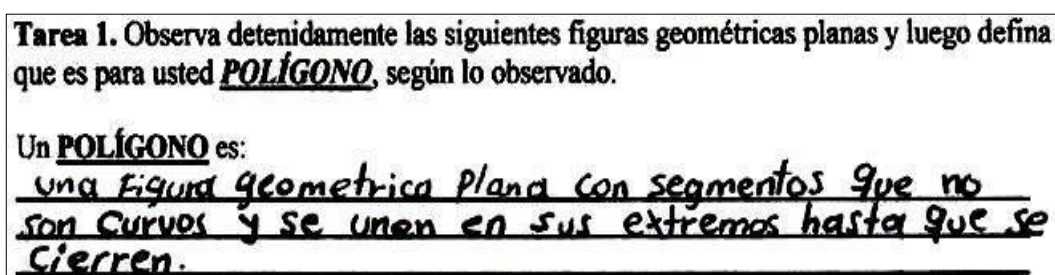 Tarea 1. Observa detenidamente las siguientes figuras geométricas planas y luego defina
que es para usted POLÍGONO, según lo observado.
Un POLÍGONO es:
una figura geometrica plana con segmentos que no
son curvos y se unen en sus extremos hasta que se
cierren.